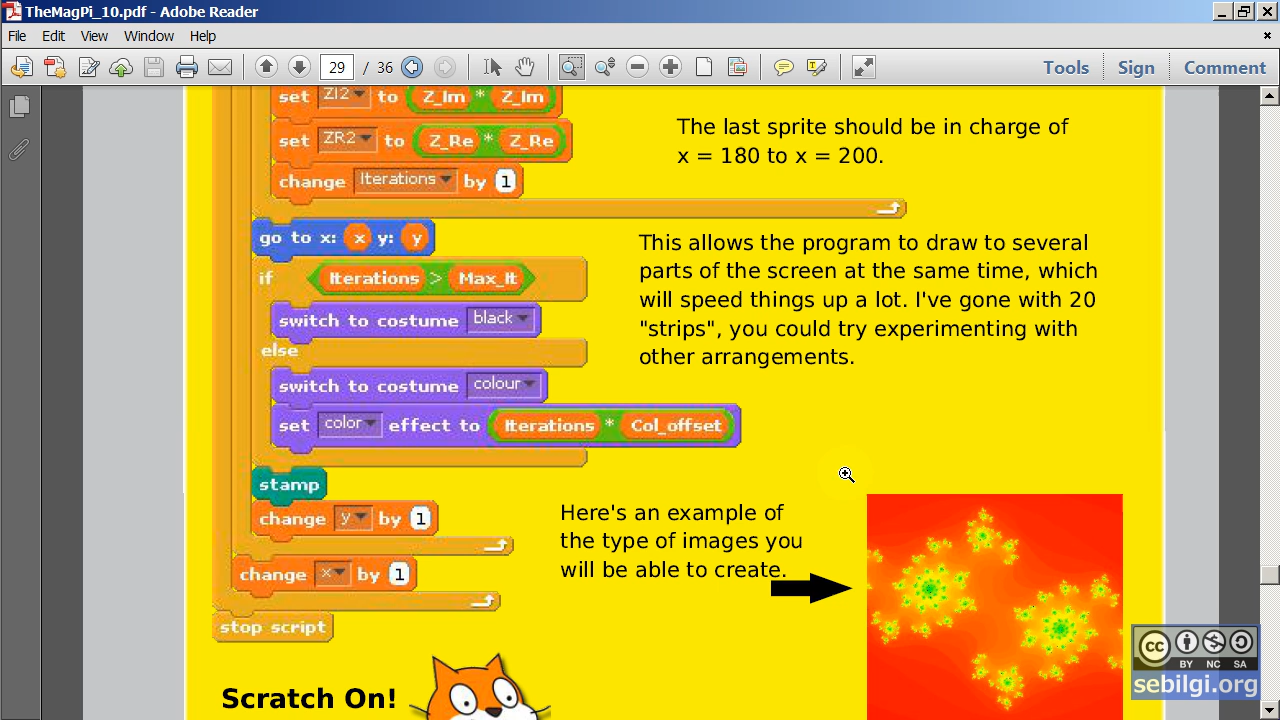 TheMagPi_10.pdf - Adobe Reader
File Edit View Window Help
29 / 36
Tools Sign Comment
set ZI2 to Z_Im * Z_Im
set ZR2 to Z_Re * Z_Re
change Iterations by 1
The last sprite should be in charge of
x = 180 to x = 200.
go to x: x y: y
if Iterations > Max_It
switch to costume black
else
switch to costume colour
set color effect to Iterations * Col_offset
This allows the program to draw to several
parts of the screen at the same time, which
will speed things up a lot. I've gone with 20
"strips", you could try experimenting with
other arrangements.
stamp
change y by 1
change x by 1
stop script
Here's an example of
the type of images you
will be able to create.
Scratch On!
cc BY NC SA
sebilgi.org